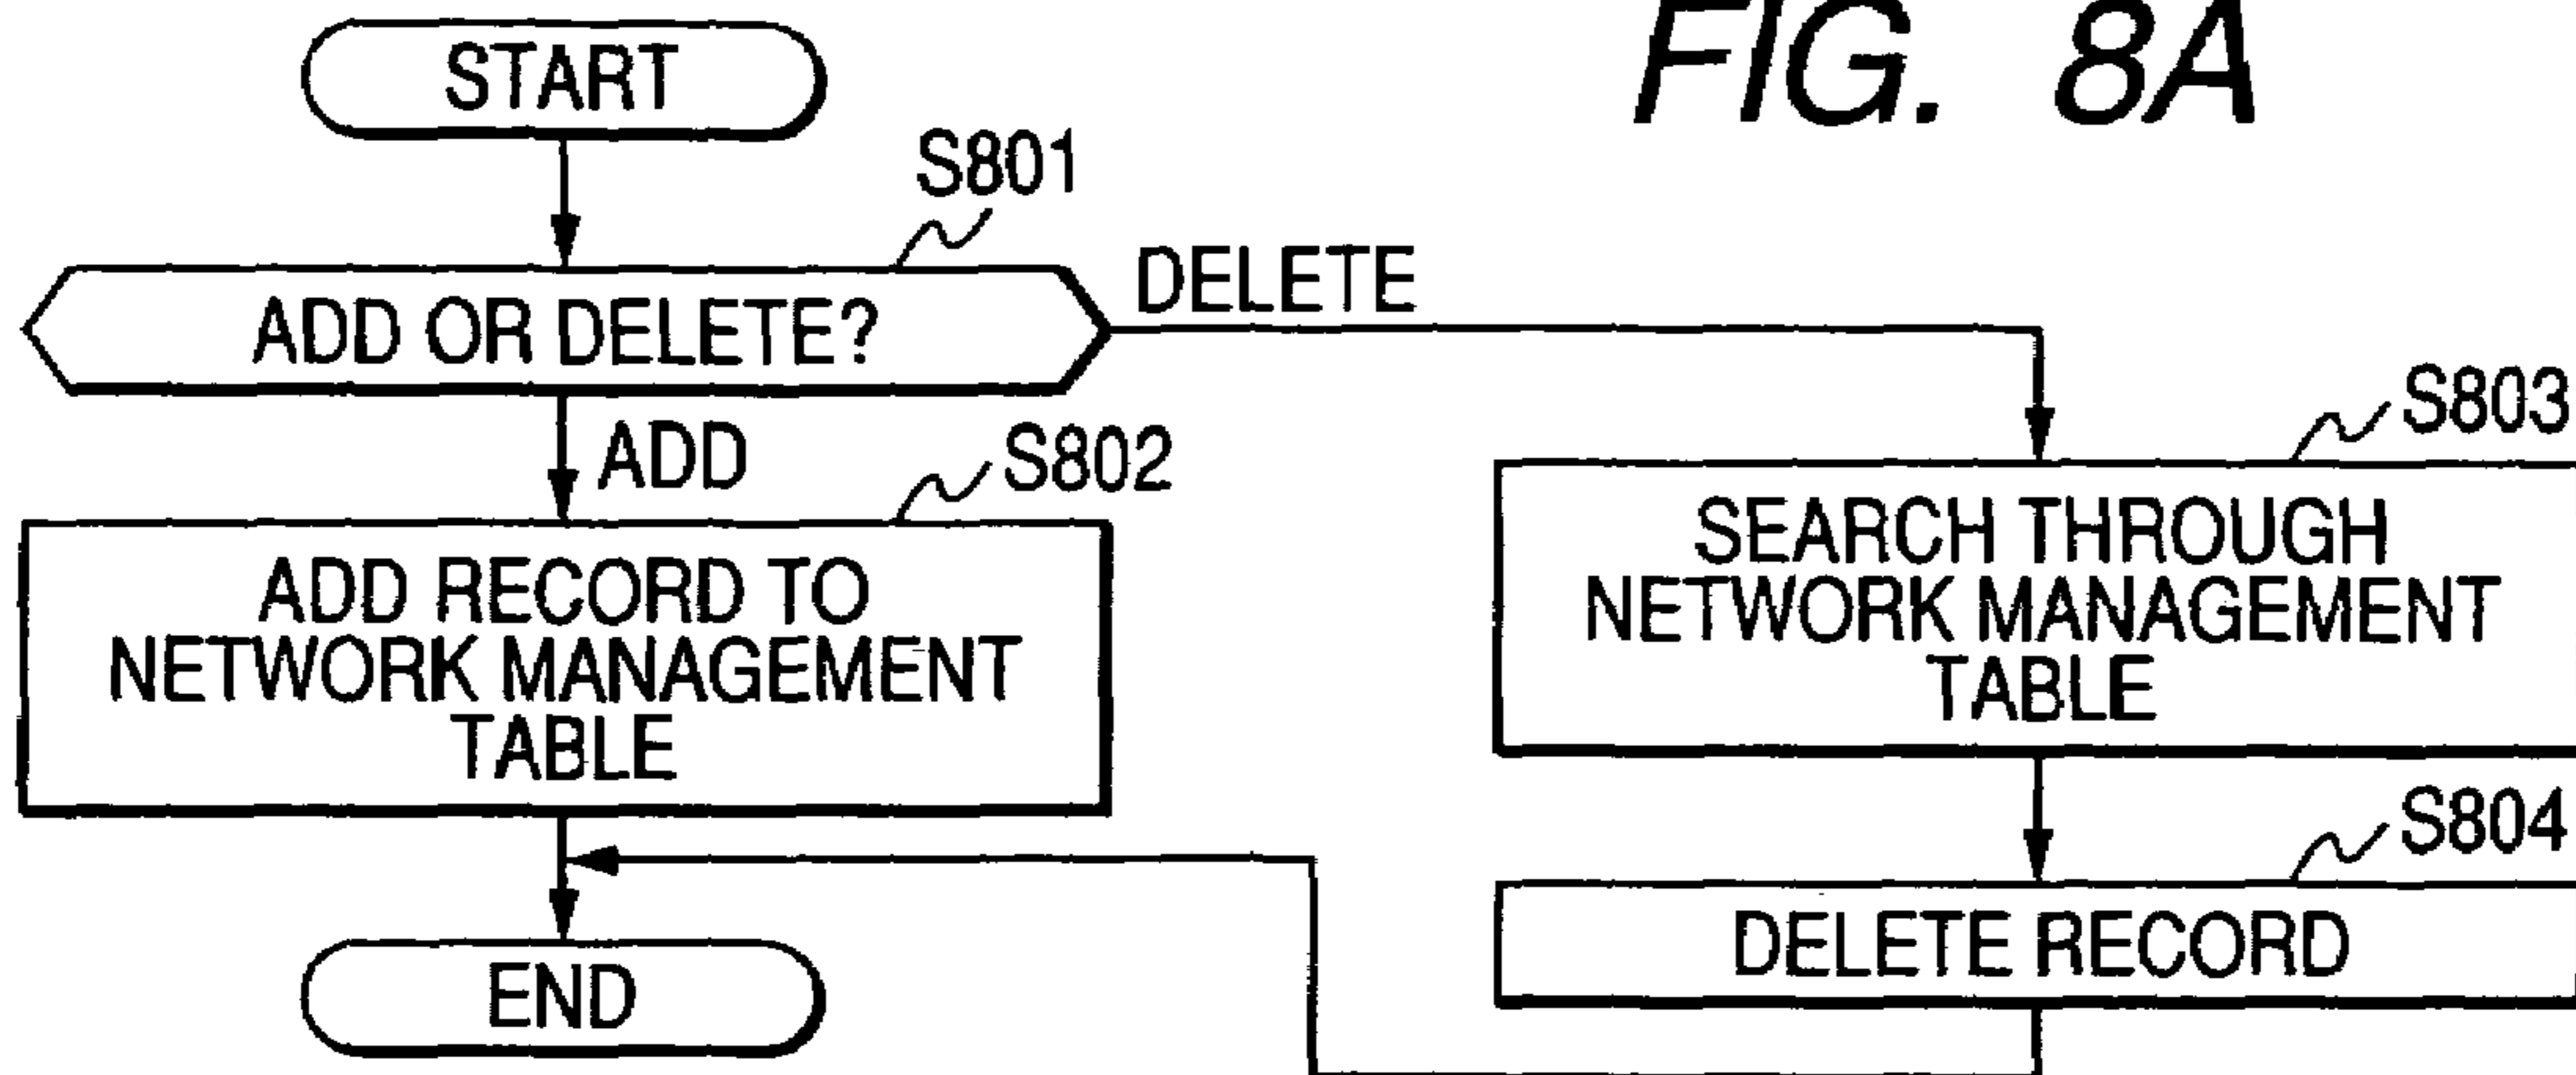 FIG. 8A
START
S801
ADD OR DELETE?
DELETE
ADD
S802
ADD RECORD TO
NETWORK MANAGEMENT
TABLE
S803
SEARCH THROUGH
NETWORK MANAGEMENT
TABLE
S804
DELETE RECORD
END